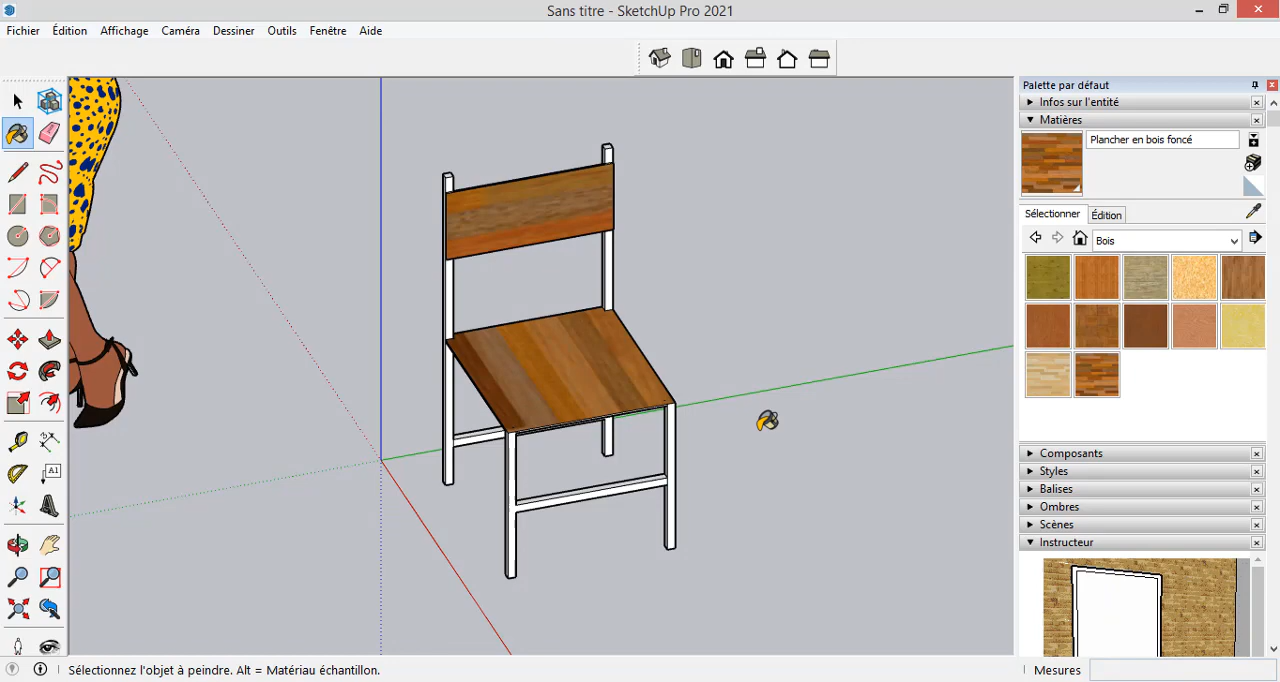 Sans titre - SketchUp Pro 2021
Fichier Édition Affichage Caméra Dessiner Outils Fenêtre Aide
Palette par défaut
Infos sur l'entité
Matières
Plancher en bois foncé
Sélectionner Édition
Bois
A1
Composants
Styles
Balises
Ombres
Scènes
Instructeur
Sélectionnez l'objet à peindre. Alt = Matériau échantillon.
Mesures